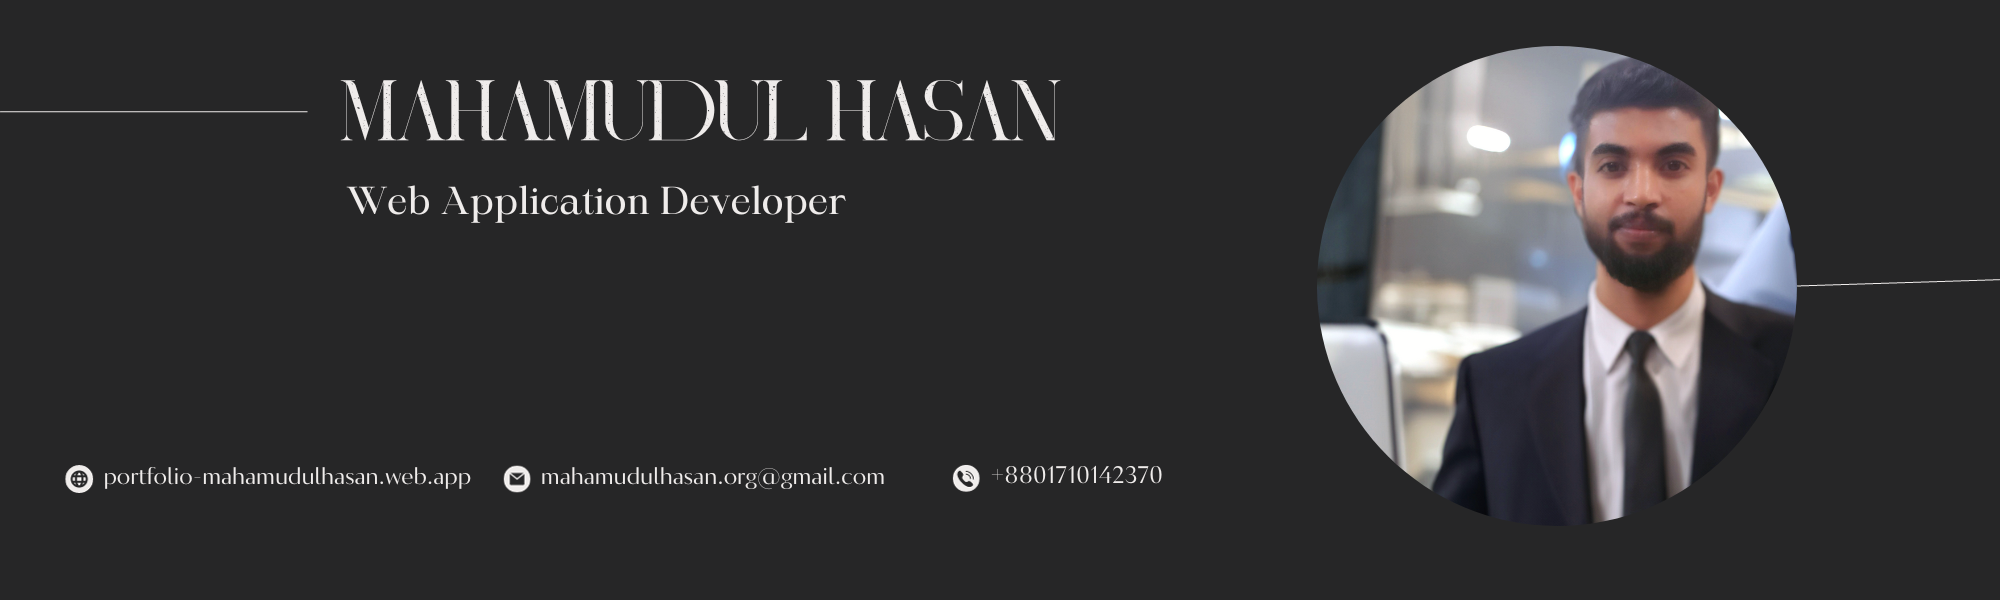 MAHAMUDUL HASAN
Web Application Developer
portfolio-mahamudulhasan.web.app
mahamudulhasan.org@gmail.com
+8801710142370